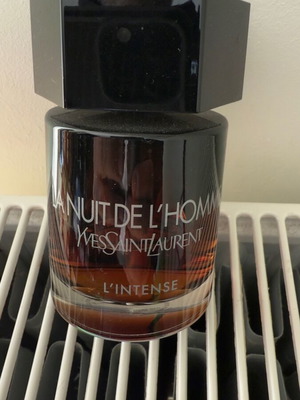 LA NUIT DE L'HOMM
YVESSAINTLAURENT
L'INTENSE